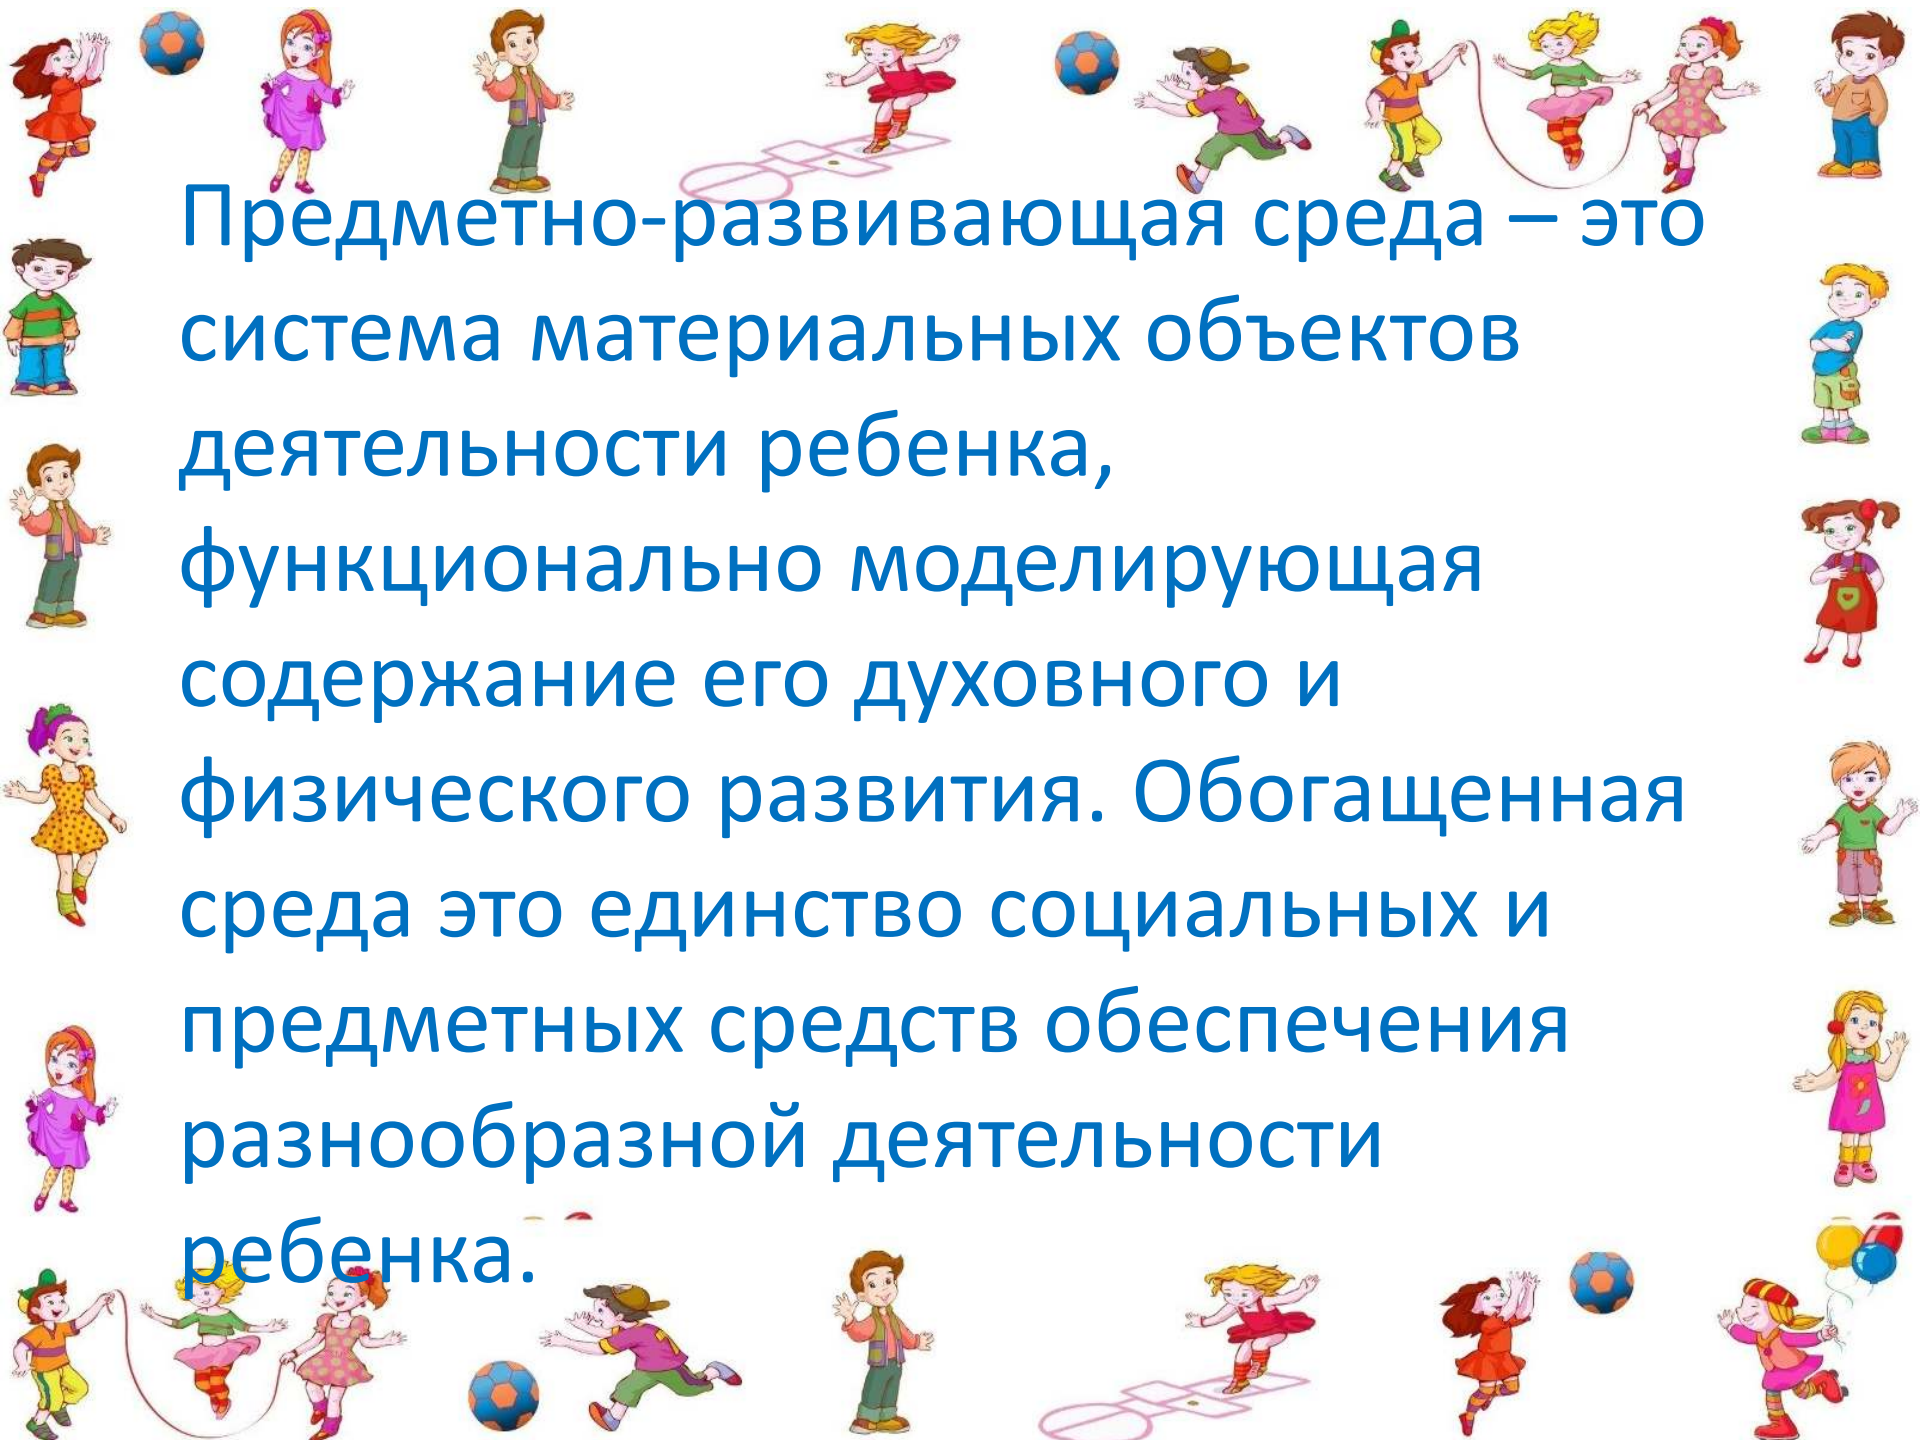 Предметно-развивающая среда – это
система материальных объектов
деятельности ребенка,
функционально моделирующая
содержание его духовного и
физического развития. Обогащенная
среда это единство социальных и
предметных средств обеспечения
разнообразной деятельности
ребенка.